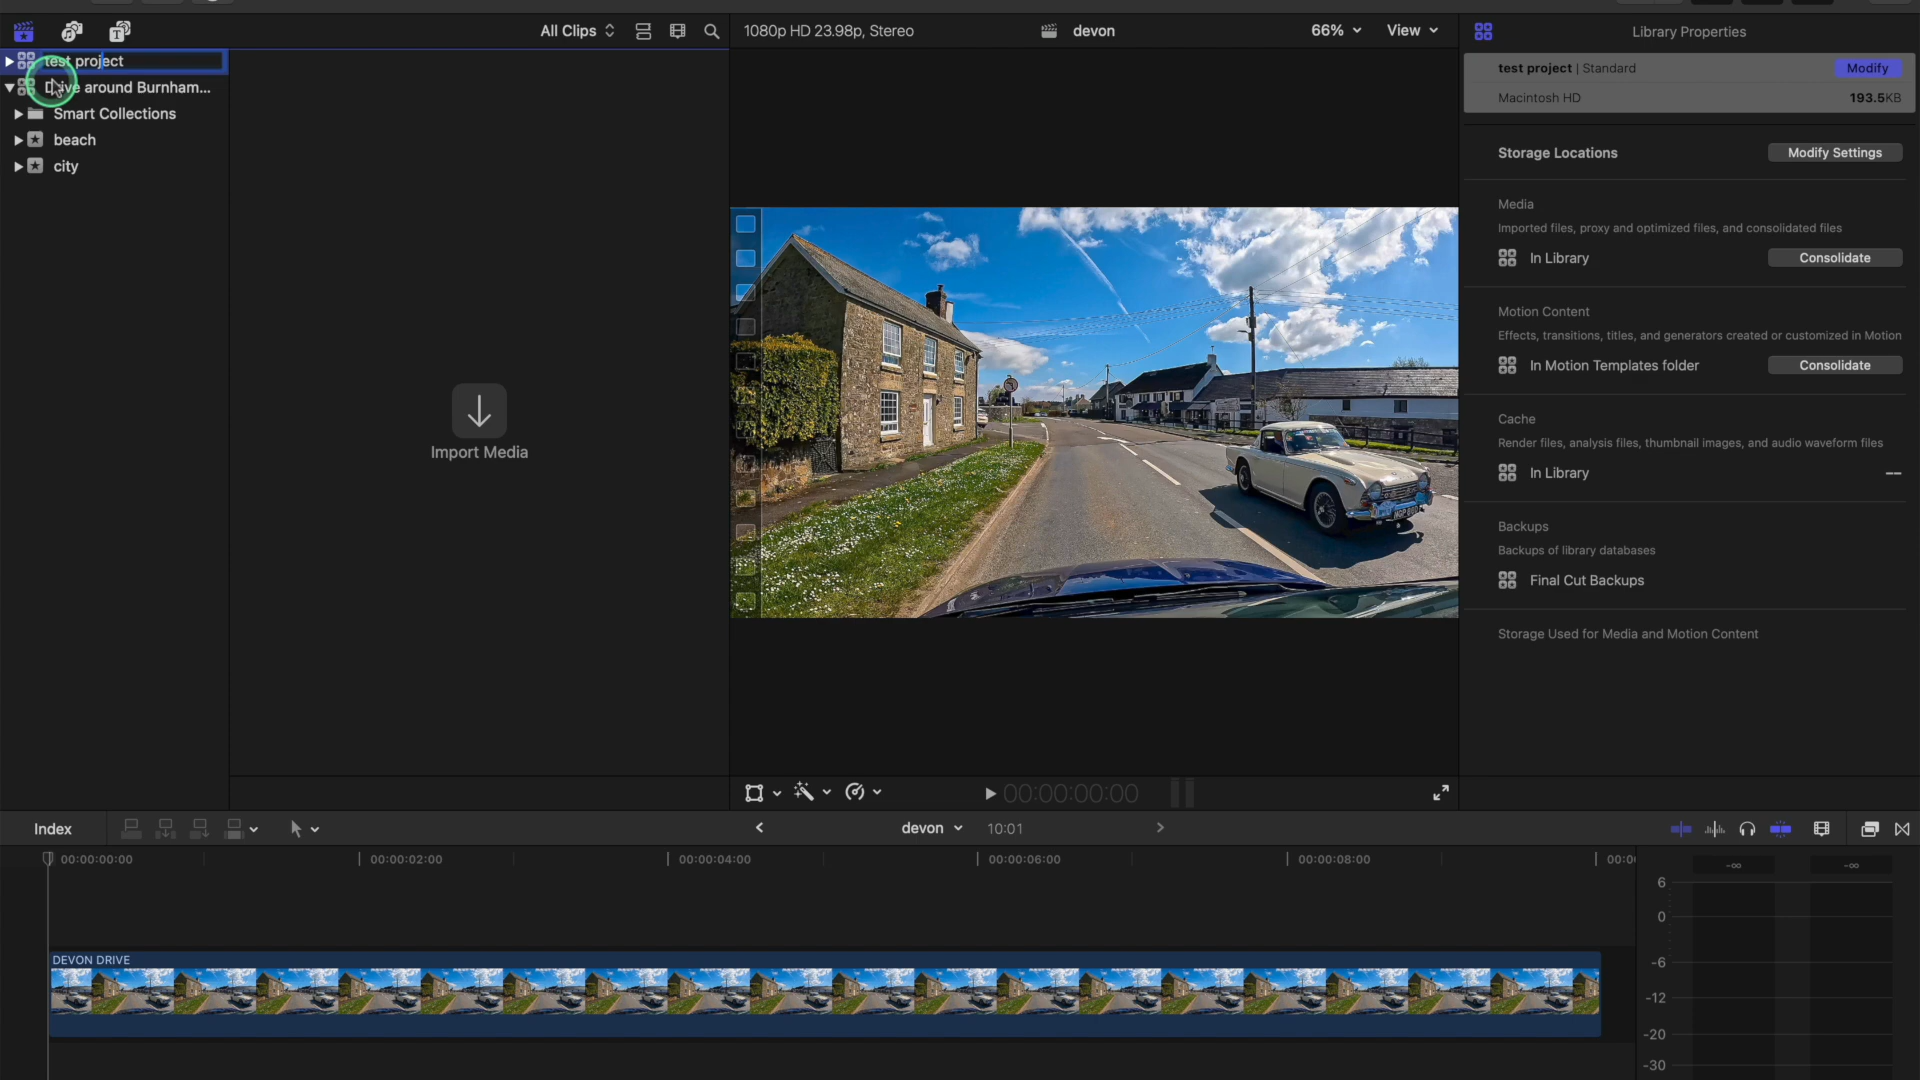 All Clips
1080p HD 23.98p, Stereo
devon
66%
View
Library Properties
test project
Drive around Burnham...
Smart Collections
beach
city
Import Media
test project | Standard
Modify
Macintosh HD
193.5KB
Storage Locations
Modify Settings
Media
Imported files, proxy and optimized files, and consolidated files
In Library
Consolidate
Motion Content
Effects, transitions, titles, and generators created or customized in Motion
In Motion Templates folder
Consolidate
Cache
Render files, analysis files, thumbnail images, and audio waveform files
In Library
--
Backups
Backups of library databases
Final Cut Backups
Storage Used for Media and Motion Content
00:00:00:00
Index
devon
10:01
00:00:00:00
00:00:02:00
00:00:04:00
00:00:06:00
00:00:08:00
-∞
-∞
6
0
-6
-12
-20
-30
DEVON DRIVE